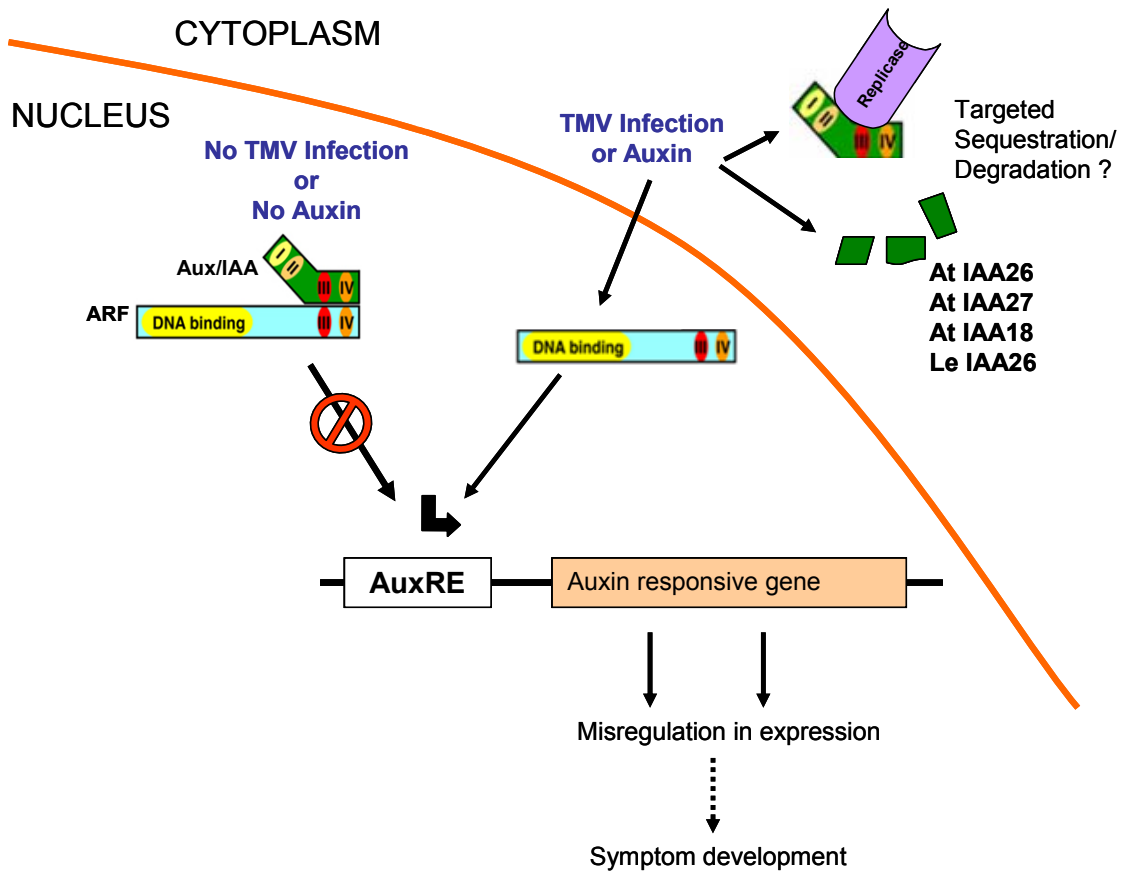 CYTOPLASM
NUCLEUS
No TMV Infection
or
No Auxin
Aux/IAA
I
II
III
IV
ARF
DNA binding
III
IV
TMV Infection
or Auxin
Replicase
I
II
III
IV
Targeted
Sequestration/
Degradation ?
At IAA26
At IAA27
At IAA18
Le IAA26
DNA binding
III
IV
AuxRE
Auxin responsive gene
Misregulation in expression
Symptom development